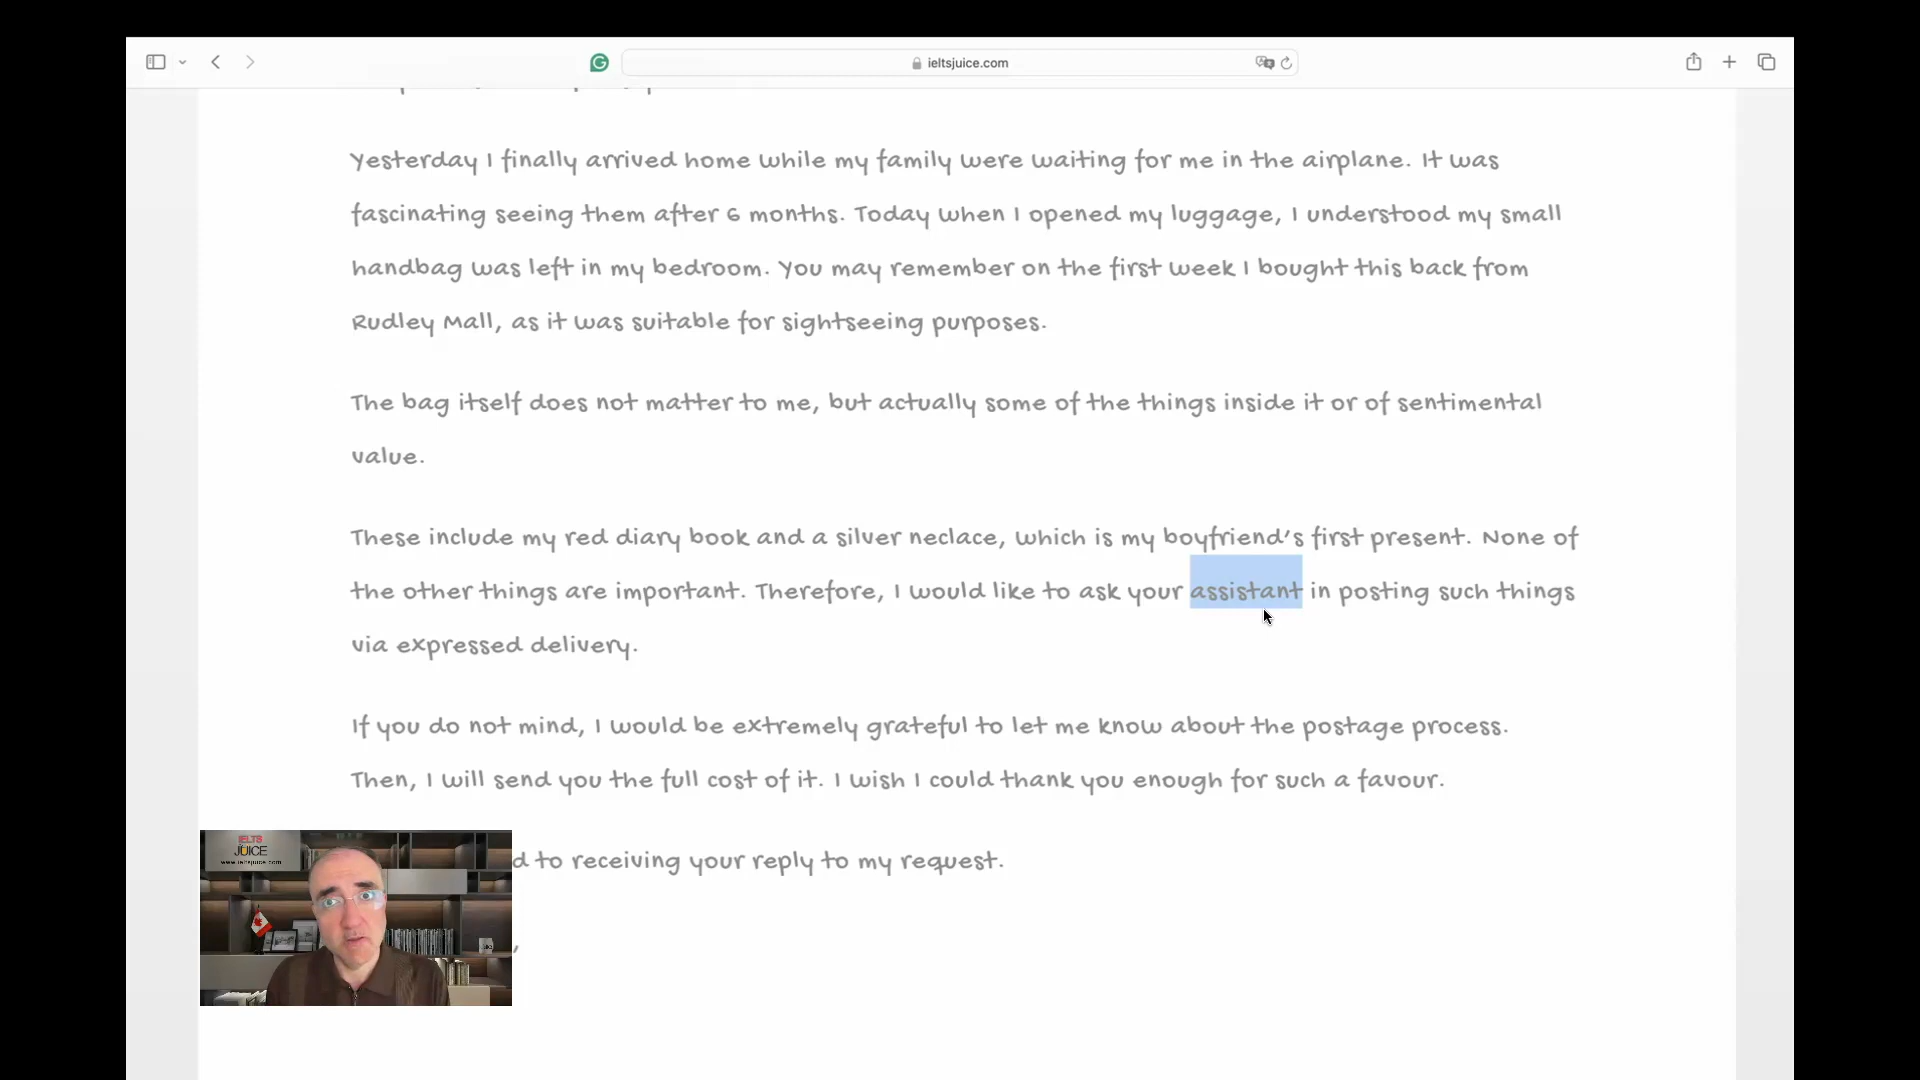 ieltsjuice.com
Yesterday I finally arrived home while my family were waiting for me in the airplane. It was
fascinating seeing them after 6 months. Today when I opened my luggage, I understood my small
handbag was left in my bedroom. You may remember on the first week I bought this back from
Rudley Mall, as it was suitable for sightseeing purposes.
The bag itself does not matter to me, but actually some of the things inside it or of sentimental
value.
These include my red diary book and a silver neclace, which is my boyfriend's first present. None of
the other things are important. Therefore, I would like to ask your assistant in posting such things
via expressed delivery.
If you do not mind, I would be extremely grateful to let me know about the postage process.
Then, I will send you the full cost of it. I wish I could thank you enough for such a favour.
d to receiving your reply to my request.
,
IELTS
JUICE
www.ieltsjuice.com